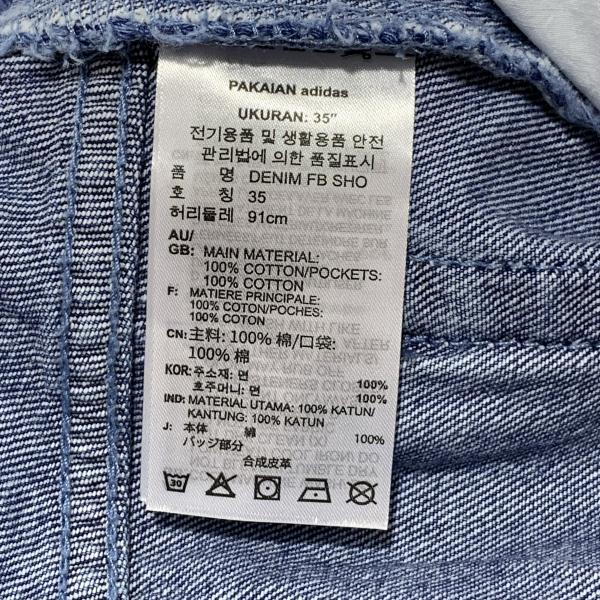 PAKAIAN adidas
UKURAN: 35"
전기용품 및 생활용품 안전
관리법에 의한 품질표시
품 명 DENIM FB SHO
호 칭 35
허리둘레 91cm
AU/
GB: MAIN MATERIAL:
100% COTTON/POCKETS:
100% COTTON
F: MATIERE PRINCIPALE:
100% COTON/POCHES:
100% COTON
CN: 主料: 100% 棉/口袋:
100% 棉
KOR: 주소재: 면 100%
호주머니: 면 100%
IND: MATERIAL UTAMA: 100% KATUN/
KANTUNG: 100% KATUN
J: 本体 綿 100%
パッジ部分
合成皮革
30